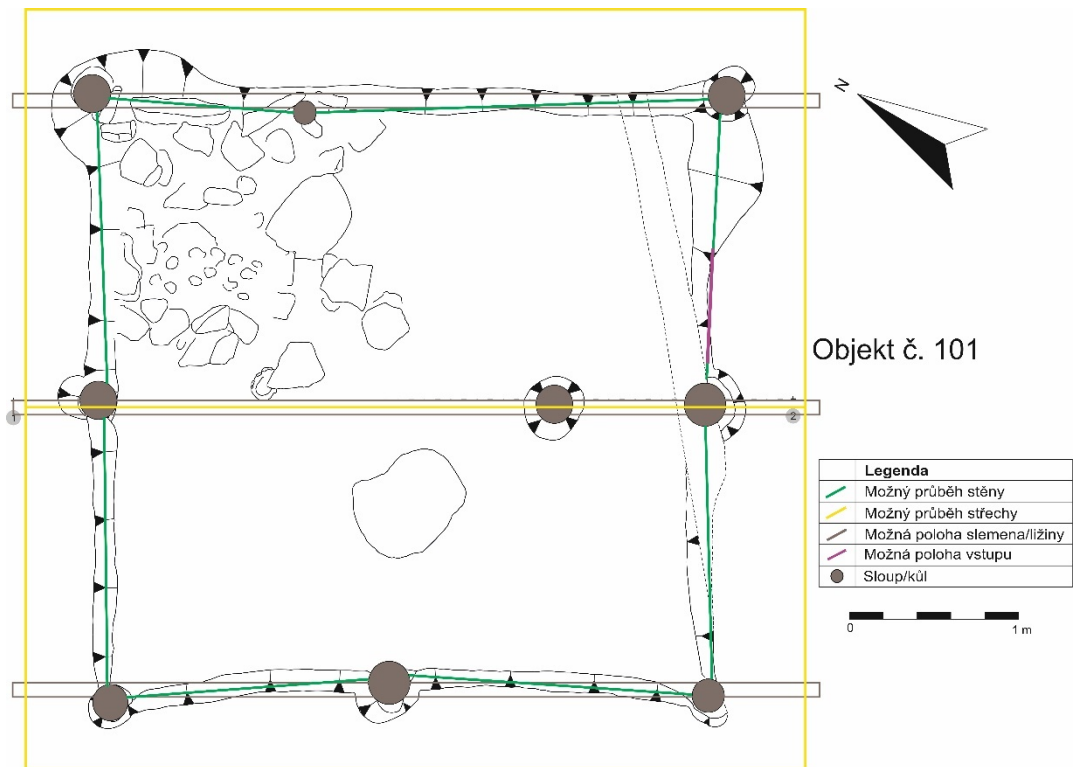 N
Objekt č. 101
1
2
Legenda
Možný průběh stěny
Možný průběh střechy
Možná poloha slemena/ližiny
Možná poloha vstupu
Sloup/kůl
0
1 m